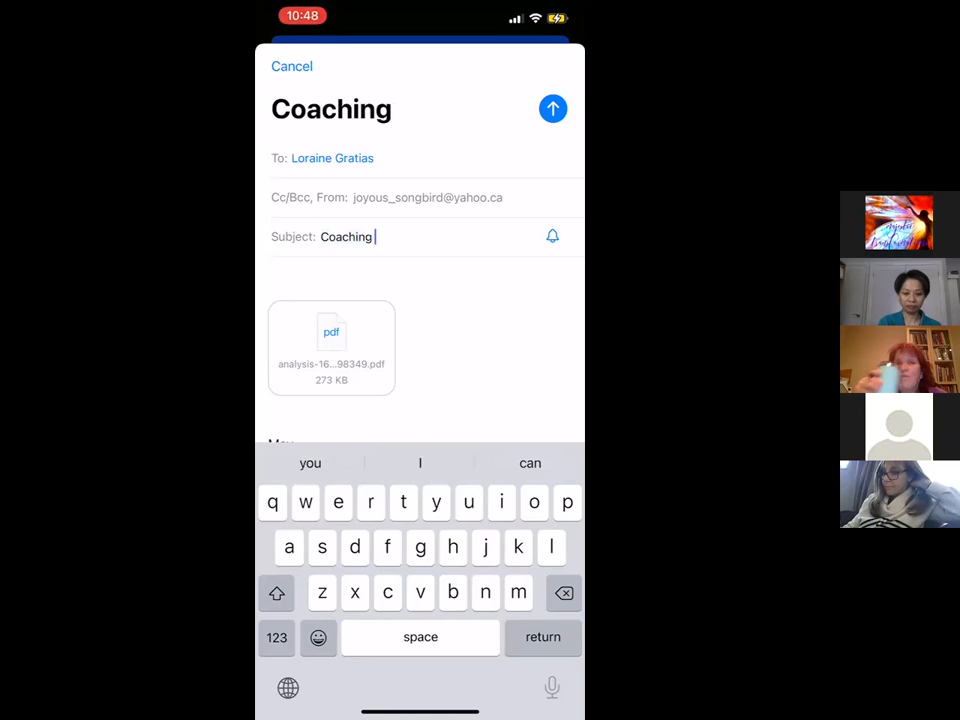 10:48
Cancel
Coaching
To: Loraine Gratias
Cc/Bcc, From: joyous_songbird@yahoo.ca
Subject: Coaching
pdf
analysis-16...98349.pdf
273 KB
you I can
q w e r t y u i o p
a s d f g h j k l
z x c v b n m
123 space return